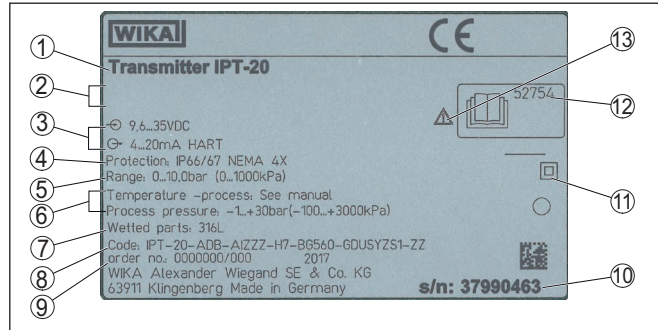 WIKA CE
Transmitter IPT-20
52754
9,6...35VDC
4...20mA HART
Protection: IP66/67 NEMA 4X
Range: 0...10,0bar (0...1000kPa)
Temperature -process: See manual
Process pressure: -1...+30bar(-100...+3000kPa)
Wetted parts: 316L
Code: IPT-20-ADB-AIZZZ-H7-BG560-GDUSYZS1-ZZ
order no.: 0000000/000 2017
WIKA Alexander Wiegand SE & Co. KG
63911 Klingenberg Made in Germany s/n: 37990463
1
2
3
4
5
6
7
8
9
10
11
12
13